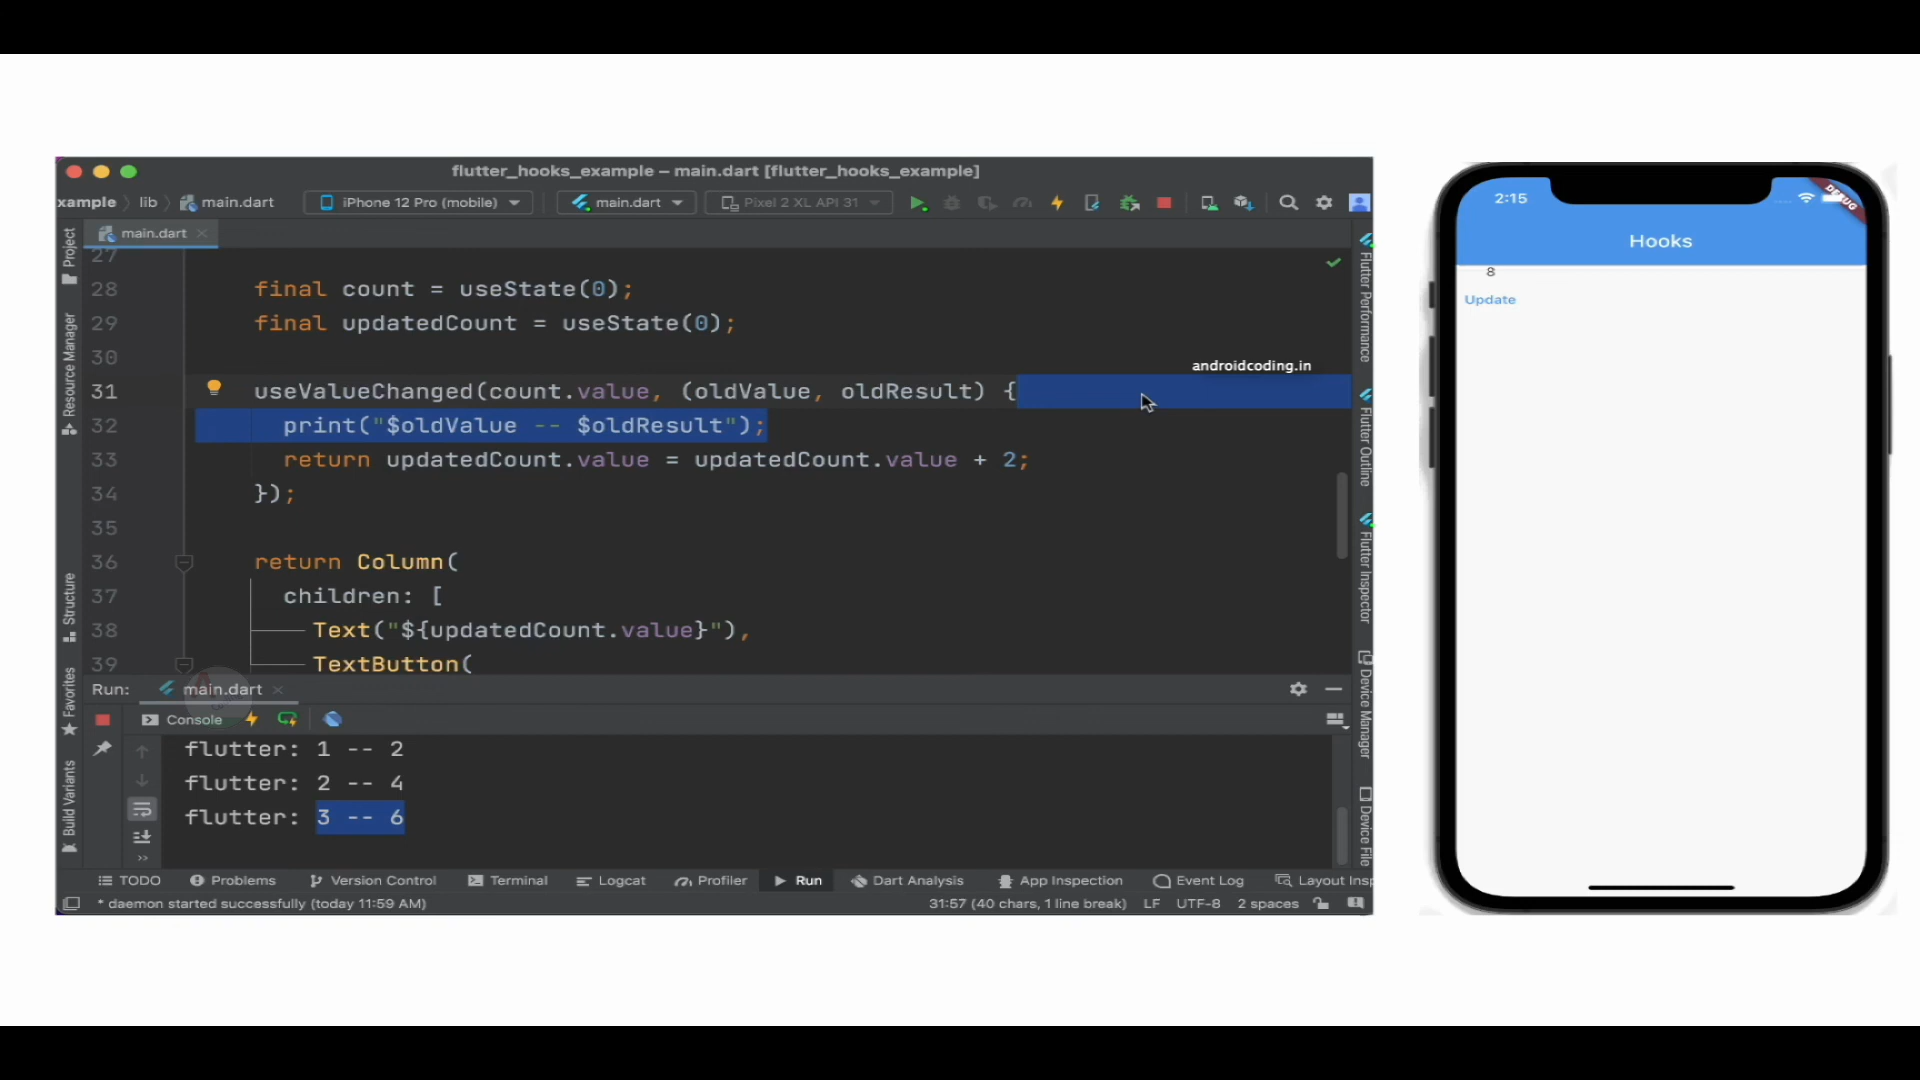 flutter_hooks_example – main.dart [flutter_hooks_example]
xample lib main.dart iPhone 12 Pro (mobile) main.dart Pixel 2 XL API 31
main.dart
27
28 final count = useState(0);
29 final updatedCount = useState(0);
30
androidcoding.in
31 useValueChanged(count.value, (oldValue, oldResult) {
32 print("$oldValue -- $oldResult");
33 return updatedCount.value = updatedCount.value + 2;
34 });
35
36 return Column(
37 children: [
38 Text("${updatedCount.value}"),
39 TextButton(
Run: main.dart
Console
flutter: 1 -- 2
flutter: 2 -- 4
flutter: 3 -- 6
TODO Problems Version Control Terminal Logcat Profiler Run Dart Analysis App Inspection Event Log Layout Insp
* daemon started successfully (today 11:59 AM) 31:57 (40 chars, 1 line break) LF UTF-8 2 spaces
Project
Resource Manager
Structure
Favorites
Build Variants
Flutter Performance
Flutter Outline
Flutter Inspector
Device Manager
Device File
2:15
DEBUG
Hooks
8
Update